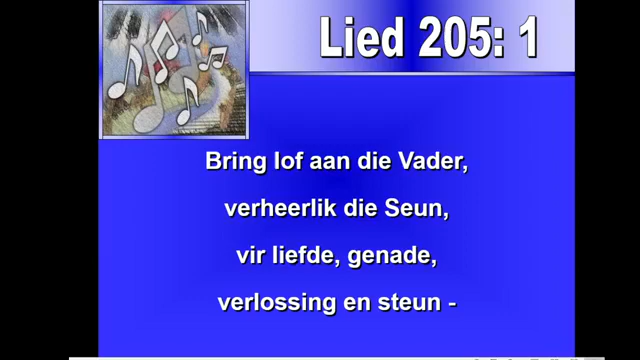 Lied 205: 1
Bring lof aan die Vader,
verheerlik die Seun,
vir liefde, genade,
verlossing en steun -